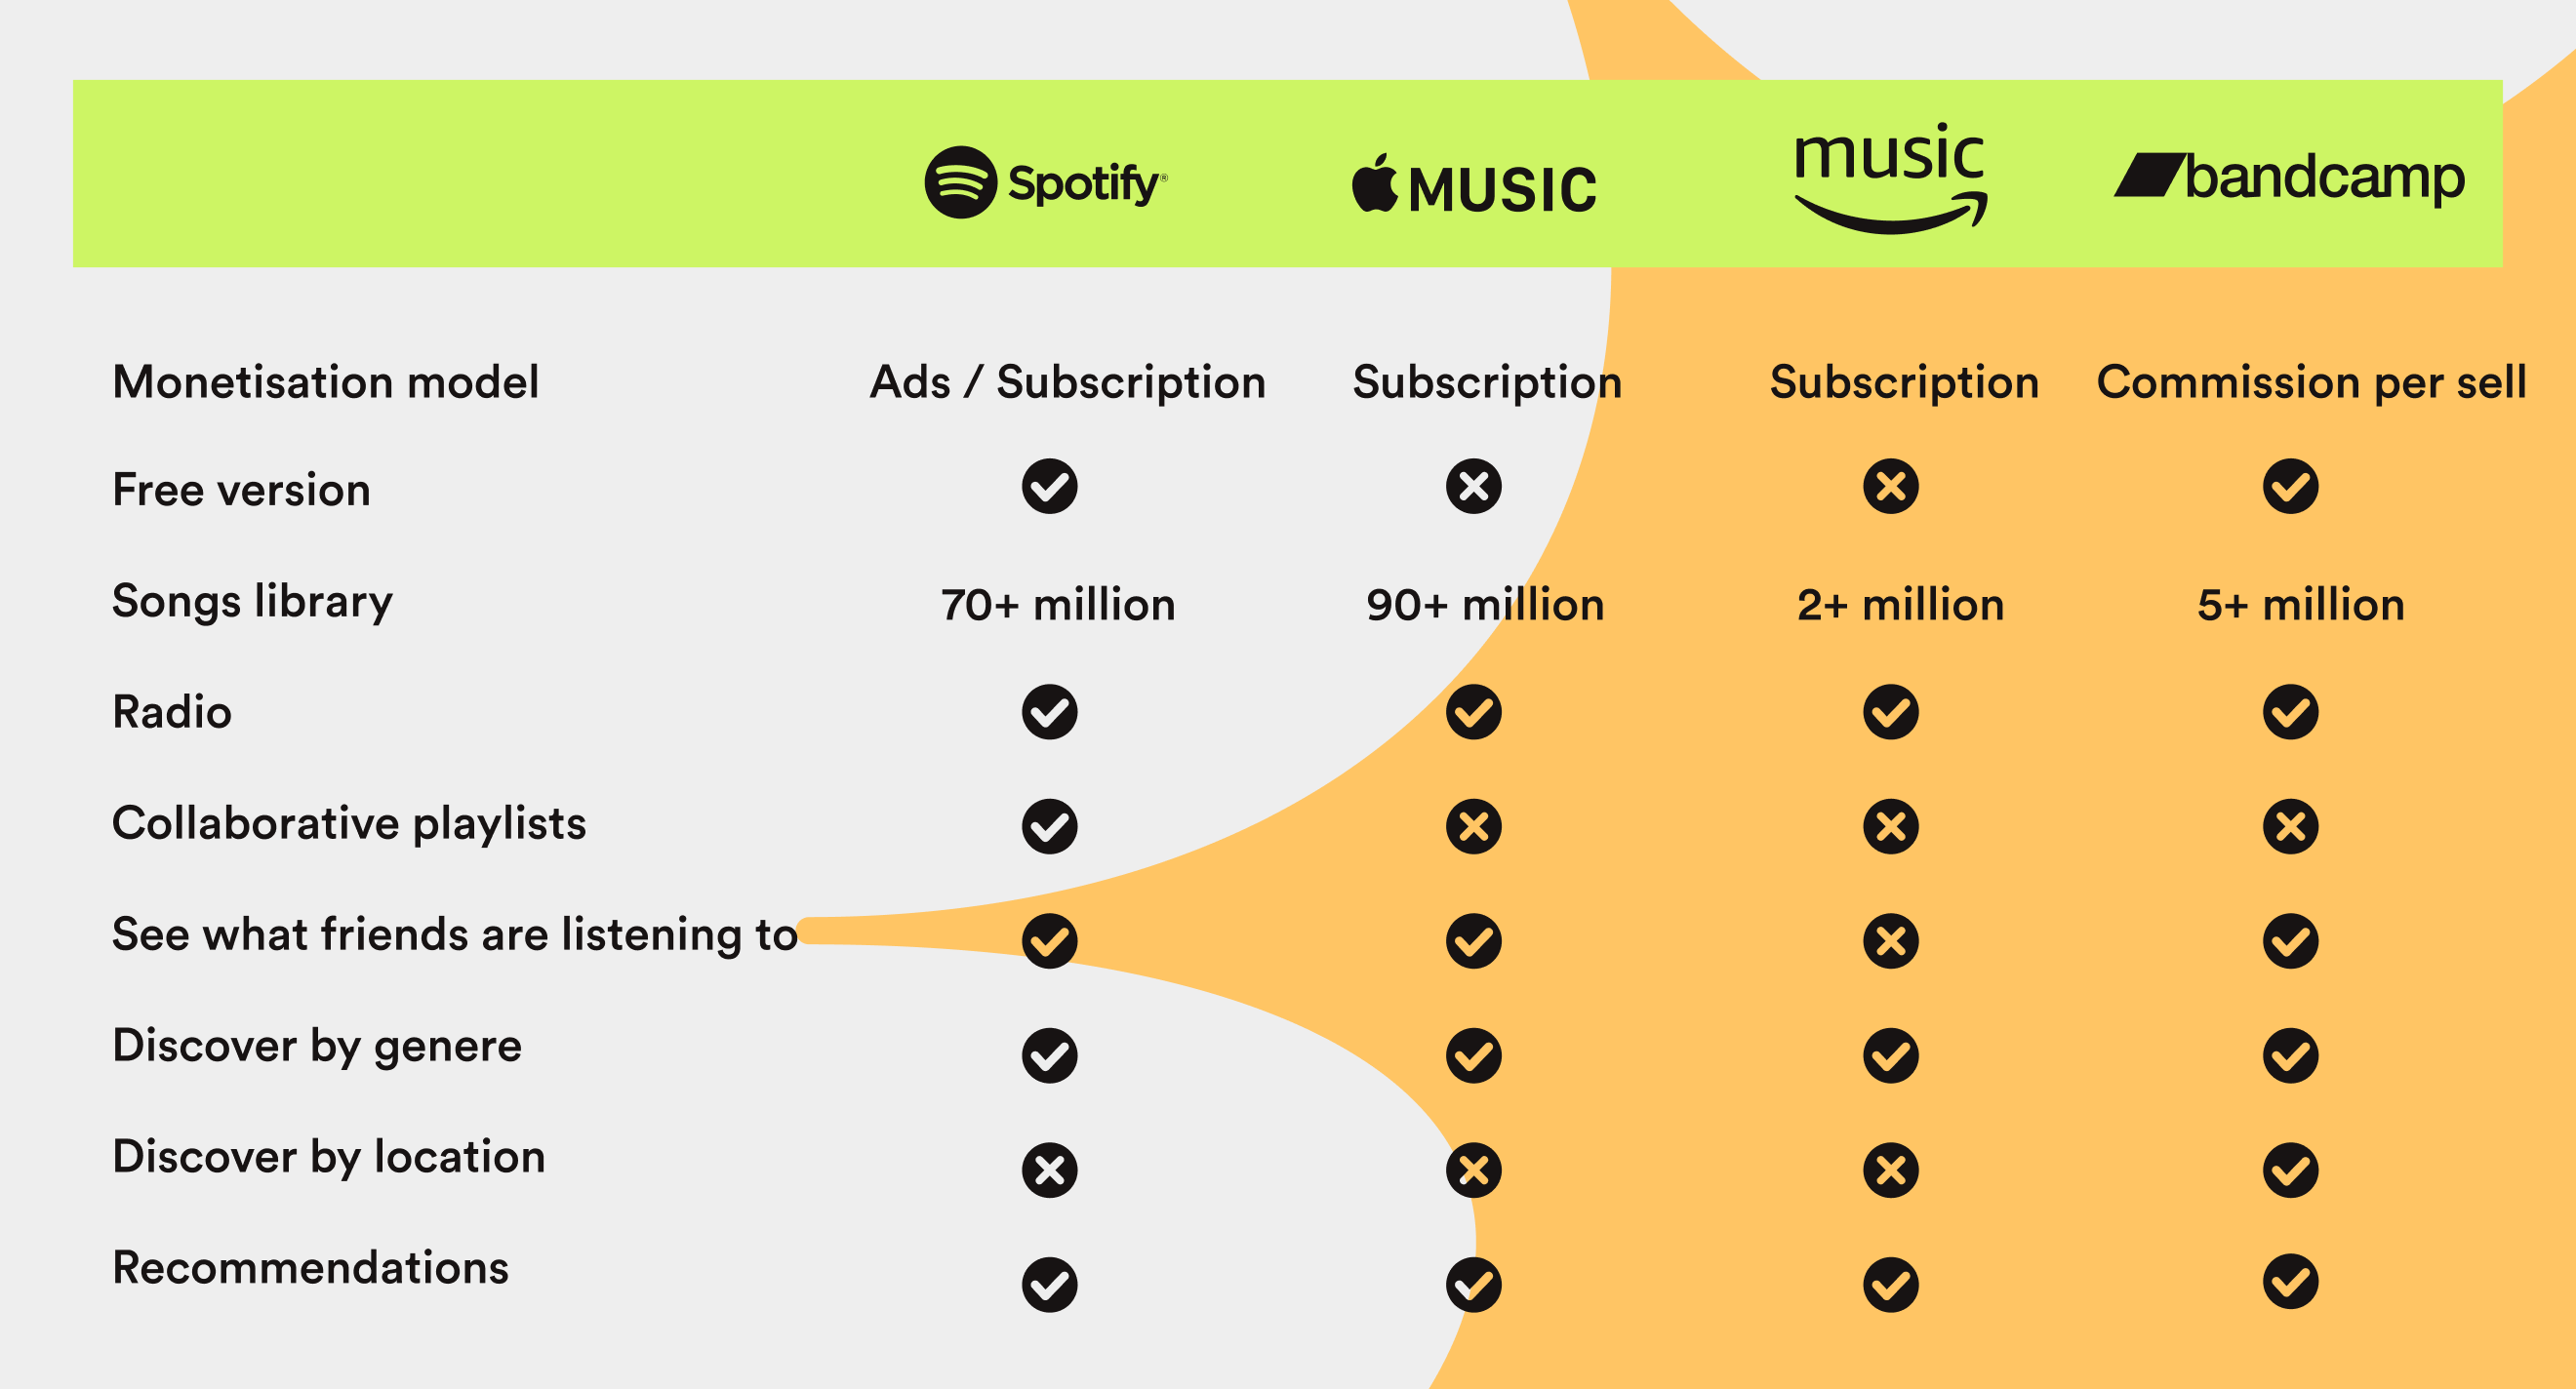 Spotify®
MUSIC
music
bandcamp
Monetisation model Ads / Subscription Subscription Subscription Commission per sell
Free version
Songs library 70+ million 90+ million 2+ million 5+ million
Radio
Collaborative playlists
See what friends are listening to
Discover by genere
Discover by location
Recommendations